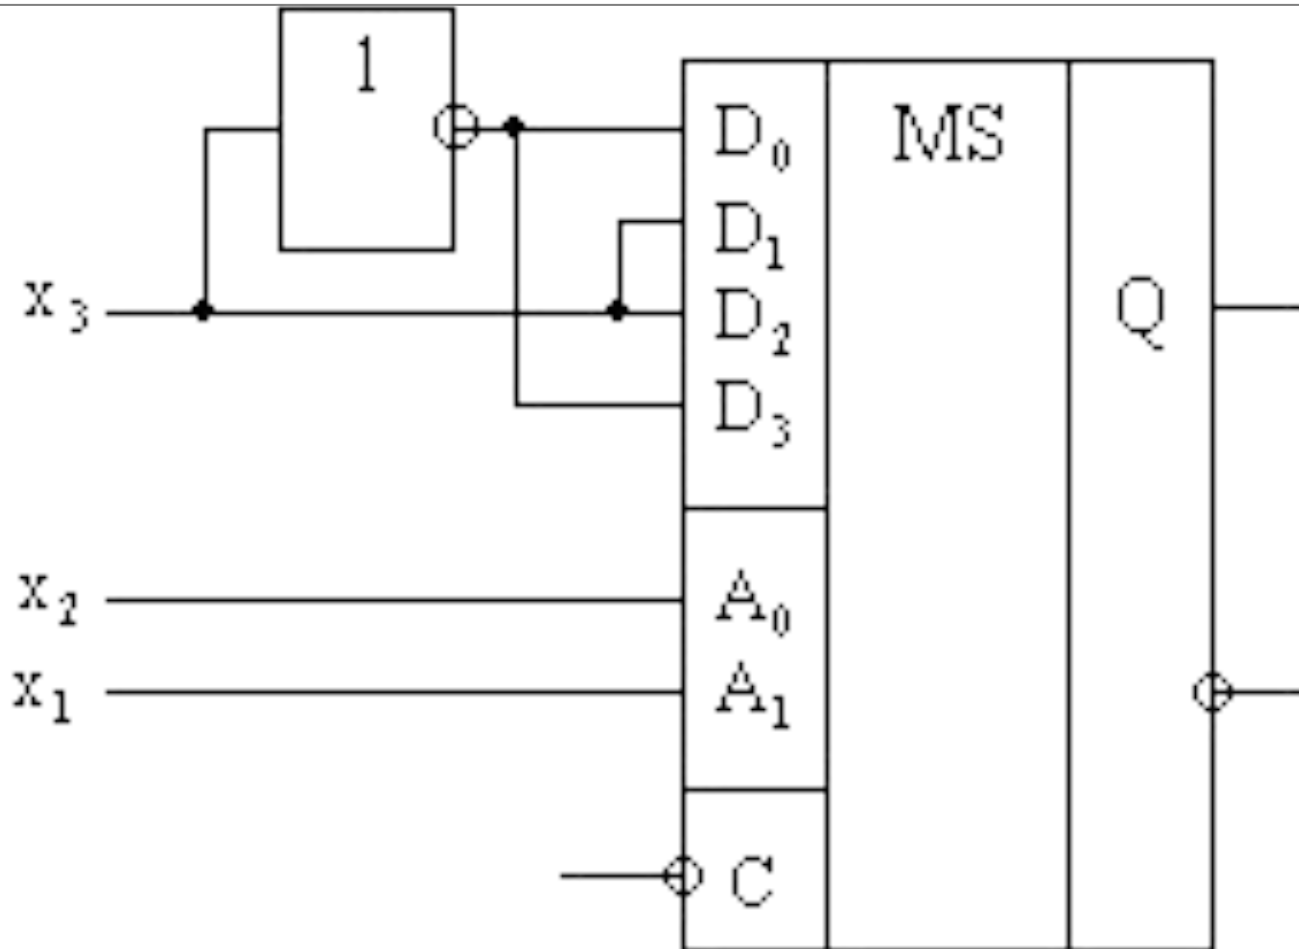 1
D₀ MS
D₁
x₃ D₂ Q
D₃
x₂ A₀
x₁ A₁
C